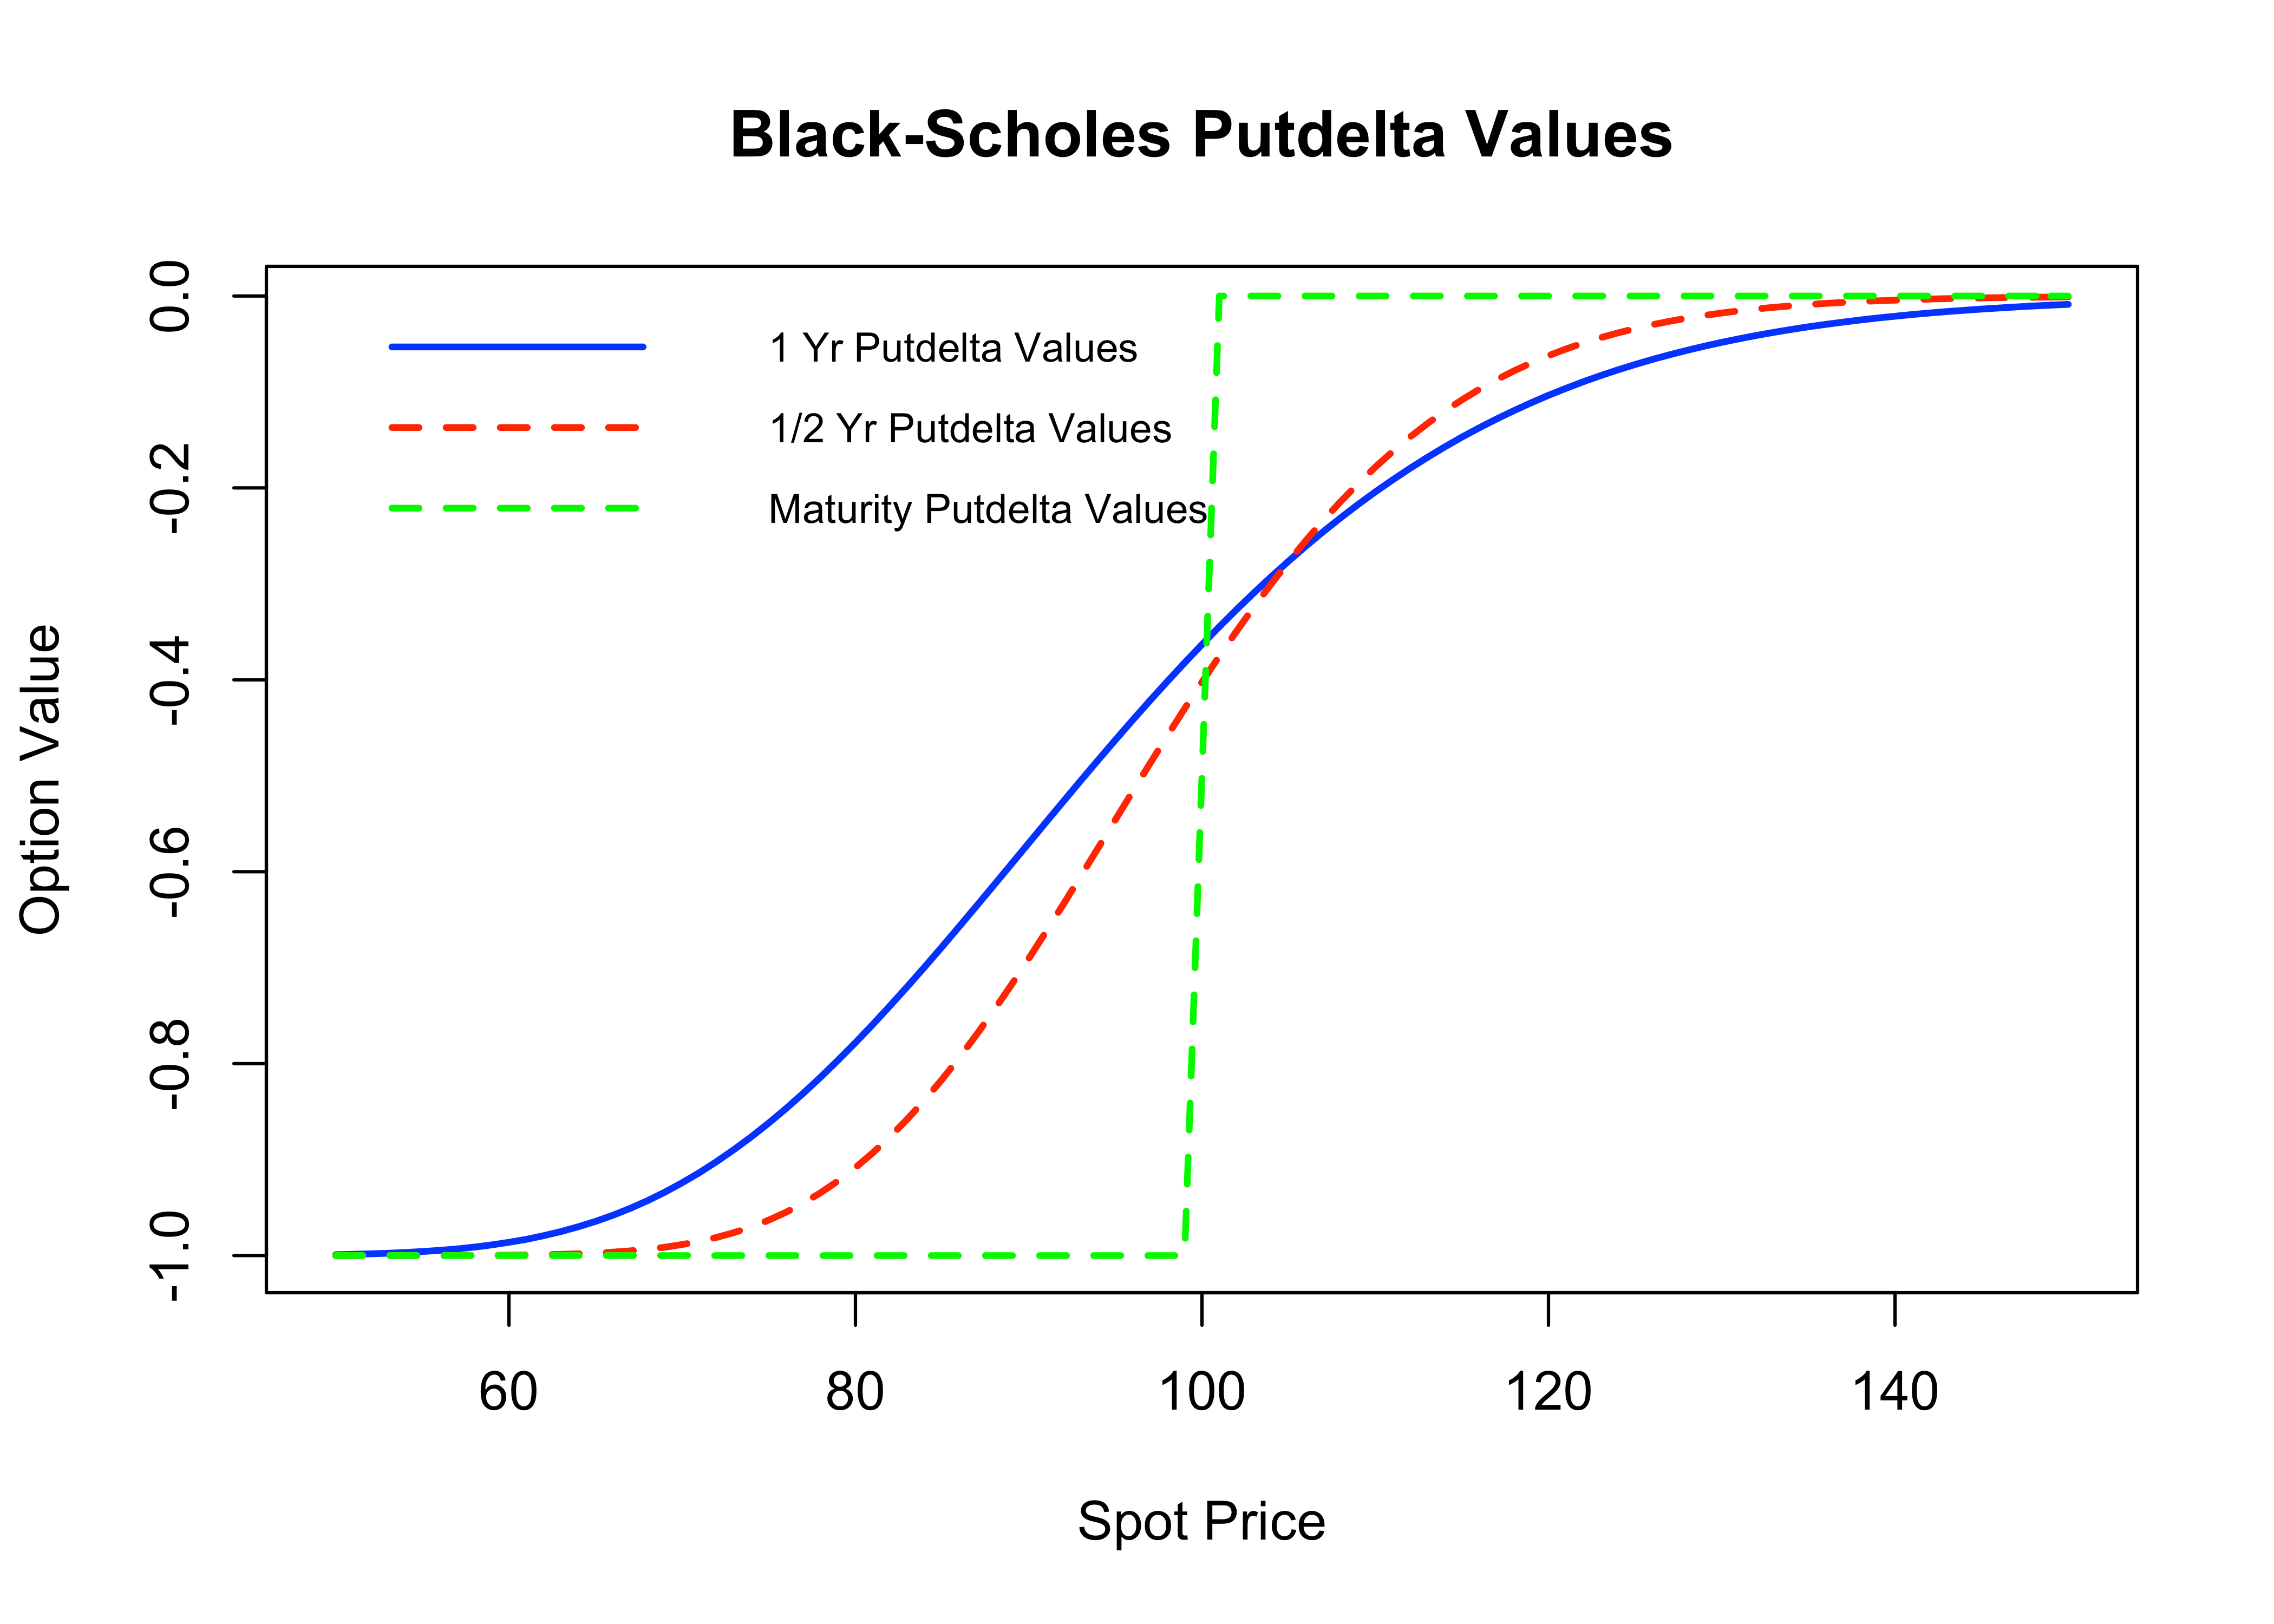 Black-Scholes Putdelta Values
0.0
-0.2
-0.4
-0.6
-0.8
-1.0
Option Value
1 Yr Putdelta Values
1/2 Yr Putdelta Values
Maturity Putdelta Values
60 80 100 120 140
Spot Price